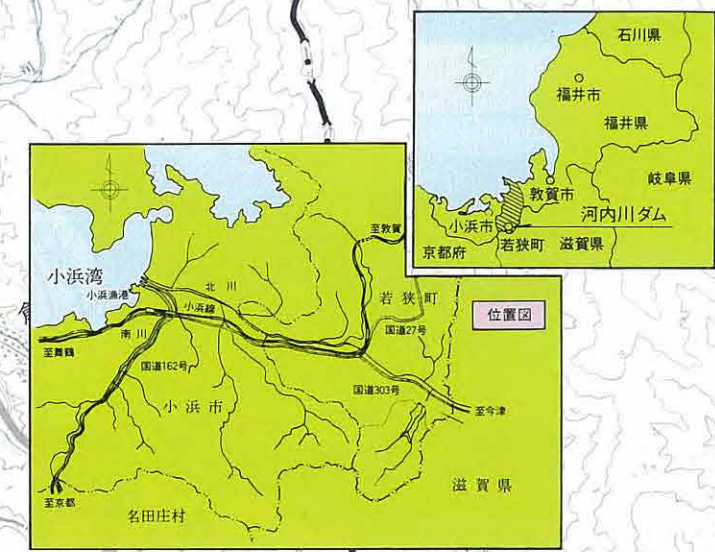 石川県
福井市
福井県
岐阜県
敦賀市
小浜市
河内川ダム
京都府
若狭町
滋賀県
位置図
至敦賀
小浜湾
小浜漁港
北川
小浜線
若狭町
国道27号
至舞鶴
南川
国道162号
国道303号
小浜市
至今津
至京都
滋賀県
名田庄村